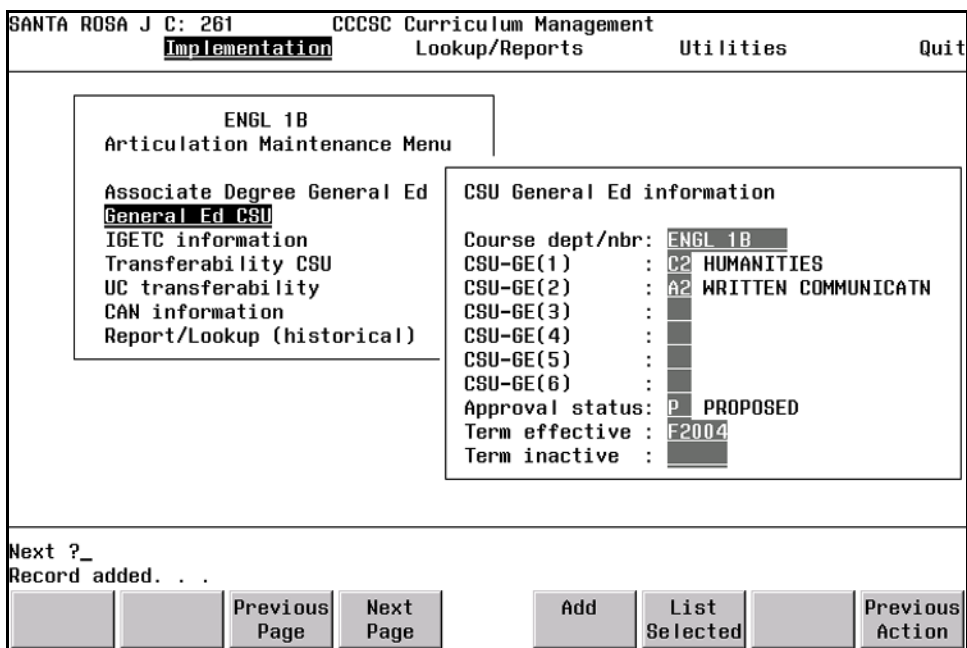 SANTA ROSA J C: 261 CCCSC Curriculum Management
Implementation Lookup/Reports Utilities Quit
ENGL 1B
Articulation Maintenance Menu
Associate Degree General Ed
General Ed CSU
IGETC information
Transferability CSU
UC transferability
CAN information
Report/Lookup (historical)
CSU General Ed information
Course dept/nbr: ENGL 1B
CSU-GE(1) : C2 HUMANITIES
CSU-GE(2) : A2 WRITTEN COMMUNICATN
CSU-GE(3) :
CSU-GE(4) :
CSU-GE(5) :
CSU-GE(6) :
Approval status: P PROPOSED
Term effective : F2004
Term inactive :
Next ?_
Record added. . .
Previous Page
Next Page
Add
List Selected
Previous Action